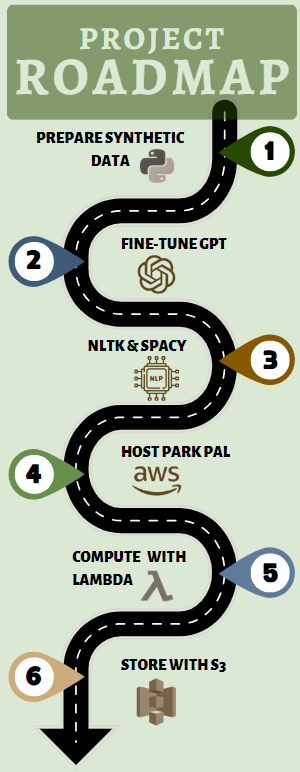 PROJECT
ROADMAP
PREPARE SYNTHETIC
DATA
1
FINE-TUNE GPT
2
NLTK & SPACY
NLP
3
HOST PARK PAL
aws
4
COMPUTE WITH
LAMBDA
λ
5
STORE WITH S3
6